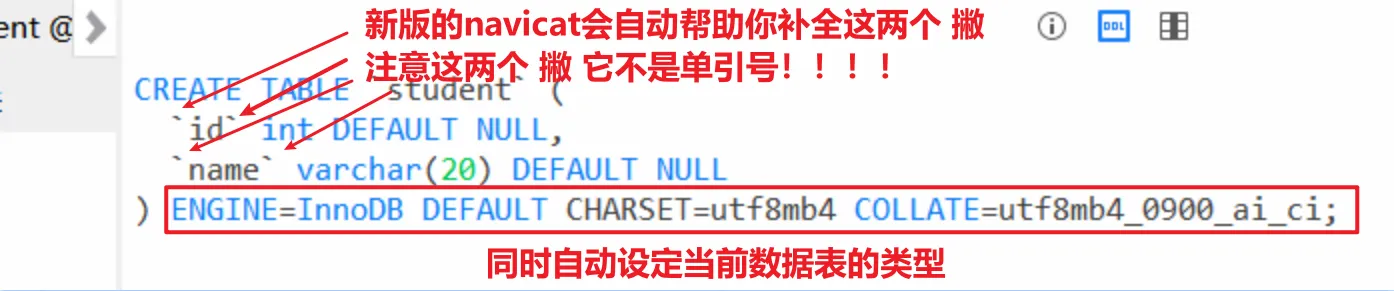 ent @
新版的navicat会自动帮助你补全这两个 撇
DDL
注意这两个 撇 它不是单引号！！！！
CREATE TABLE `student` (
`id` int DEFAULT NULL,
`name` varchar(20) DEFAULT NULL
) ENGINE=InnoDB DEFAULT CHARSET=utf8mb4 COLLATE=utf8mb4_0900_ai_ci;
同时自动设定当前数据表的类型